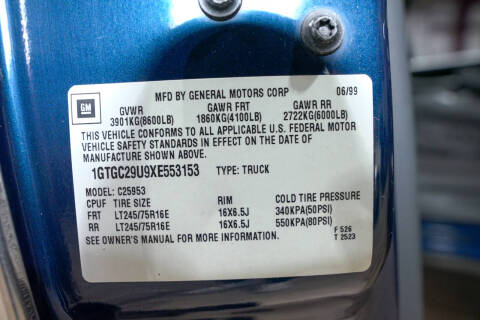 MFD BY GENERAL MOTORS CORP 06/99
GM
GVWR GAWR FRT GAWR RR
3901KG(8600LB) 1860KG(4100LB) 2722KG(6000LB)
THIS VEHICLE CONFORMS TO ALL APPLICABLE U.S. FEDERAL MOTOR
VEHICLE SAFETY STANDARDS IN EFFECT ON THE DATE OF
MANUFACTURE SHOWN ABOVE.
1GTGC29U9XE553153 TYPE: TRUCK
MODEL: C25953
CPUF TIRE SIZE RIM COLD TIRE PRESSURE
FRT LT245/75R16E 16X6.5J 340KPA(50PSI)
RR LT245/75R16E 16X6.5J 550KPA(80PSI)
SEE OWNER'S MANUAL FOR MORE INFORMATION. F 526
T 2523